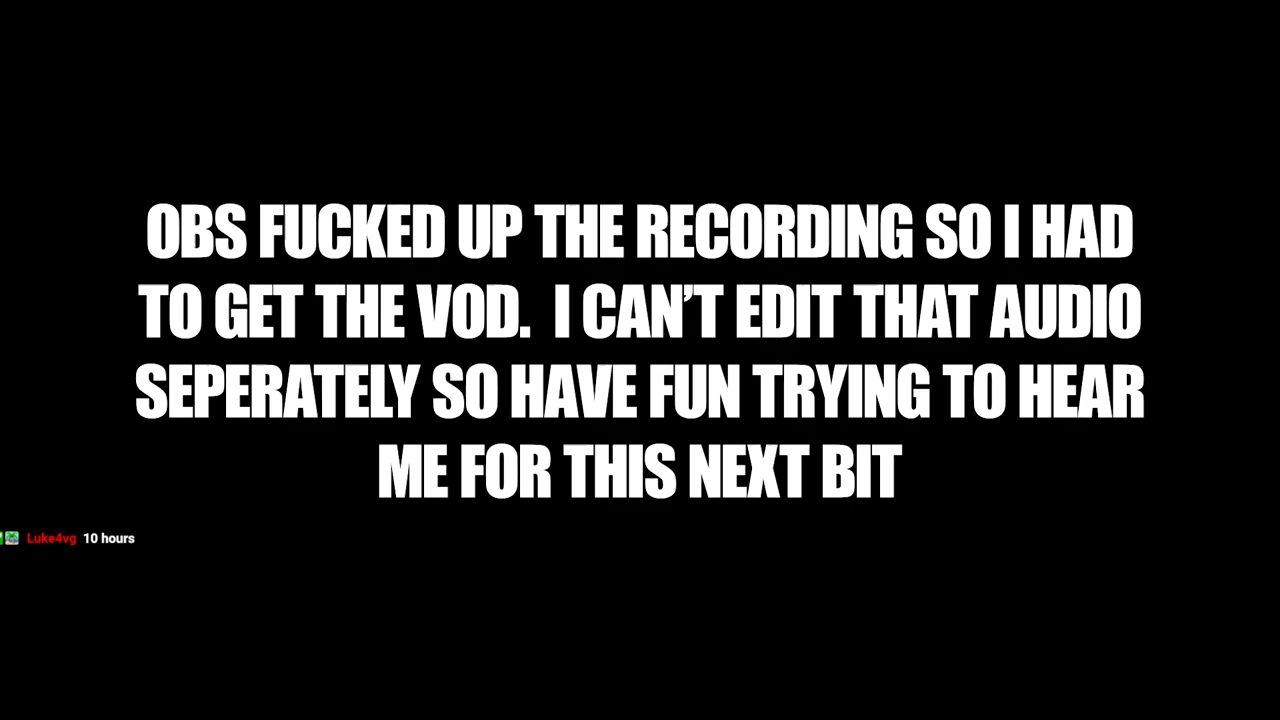 OBS FUCKED UP THE RECORDING SO I HAD
TO GET THE VOD.  I CAN'T EDIT THAT AUDIO
SEPERATELY SO HAVE FUN TRYING TO HEAR
ME FOR THIS NEXT BIT
Luke4vg 10 hours